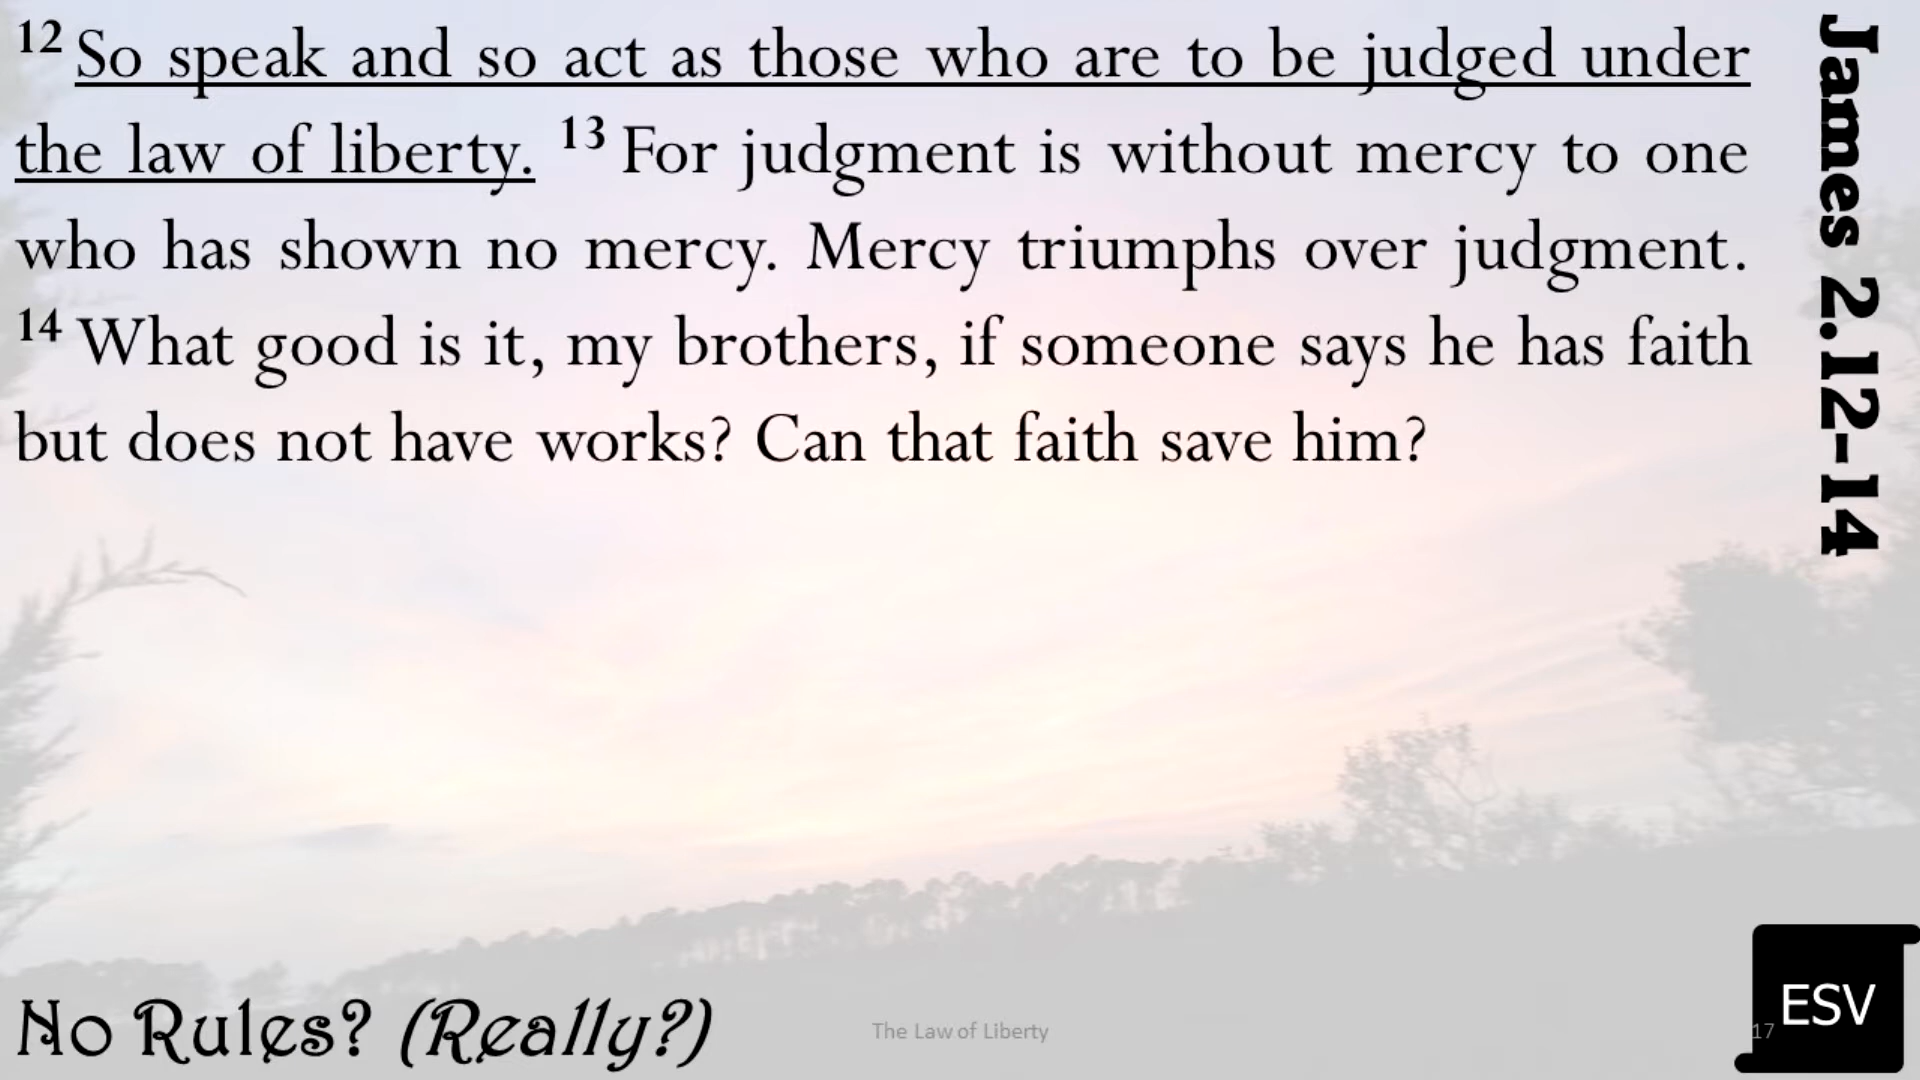 12 So speak and so act as those who are to be judged under
the law of liberty. 13 For judgment is without mercy to one
who has shown no mercy. Mercy triumphs over judgment.
14 What good is it, my brothers, if someone says he has faith
but does not have works? Can that faith save him?
James 2.12-14
No Rules? (Really?)
The Law of Liberty
17
ESV